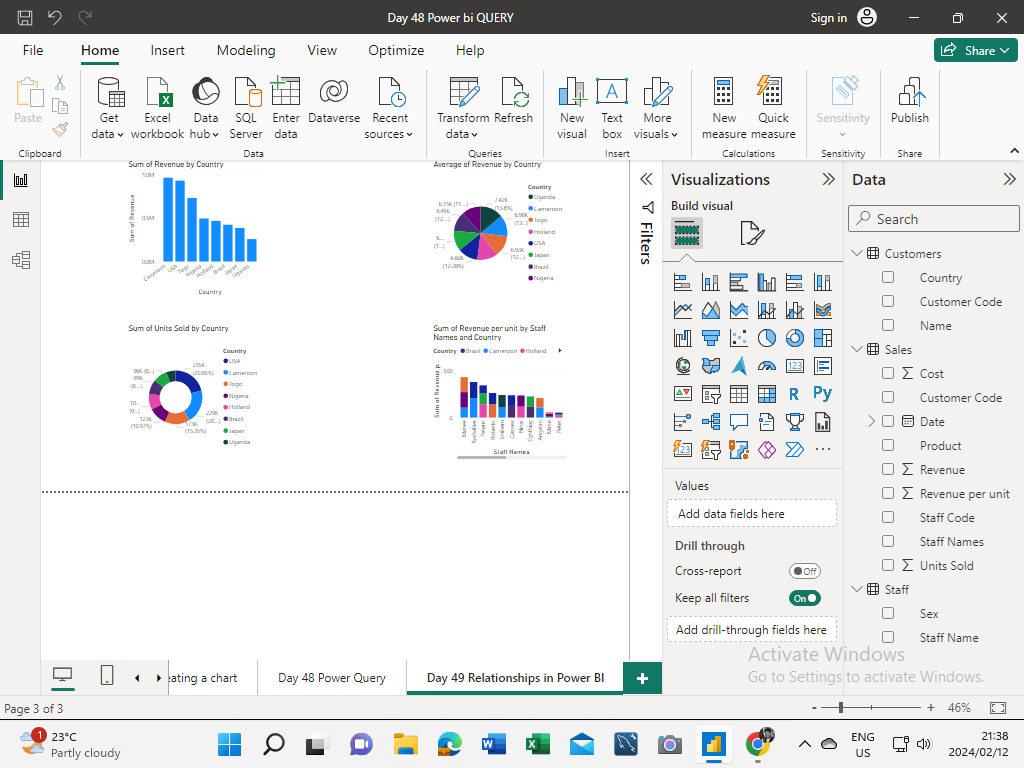 Day 48 Power bi QUERY
Sign in
File Home Insert Modeling View Optimize Help
Share
Paste
Get data
Excel workbook
Data hub
SQL Server
Enter data
Dataverse
Recent sources
Transform data
Refresh
New visual
Text box
More visuals
New measure
Quick measure
Sensitivity
Publish
Clipboard Data Queries Insert Calculations Sensitivity Share
Sum of Revenue by Country
1.0M
0.5M
0.0M
Sum of Revenue
Cameroon USA Togo Nigeria Holland Brazil Japan Uganda
Country
Average of Revenue by Country
6.15K (11....)
6.45K (12....)
6.60K (12.28%)
7.42K (13.8%)
6.98K (13....)
6.93K (12....)
Country
Uganda
Cameroon
Togo
Holland
USA
Japan
Brazil
Nigeria
Sum of Units Sold by Country
96K (8...)
99K (8....)
10... (9....)
123K (10.97%)
173K (15.35%)
229K (20....)
235K (20.85%)
Country
USA
Cameroon
Togo
Nigeria
Holland
Brazil
Japan
Uganda
Sum of Revenue per unit by Staff
Names and Country
Country Brazil Cameroon Holland
500
0
Sum of Revenue p...
Staff Names
Filters
Visualizations
Build visual
123
R
Py
123
Values
Add data fields here
Drill through
Cross-report
Off
Keep all filters
On
Add drill-through fields here
Data
Search
Customers
Country
Customer Code
Name
Sales
Cost
Customer Code
Date
Product
Revenue
Revenue per unit
Staff Code
Staff Names
Units Sold
Staff
Sex
Staff Name
Activate Windows
Go to Settings to activate Windows.
eating a chart
Day 48 Power Query
Day 49 Relationships in Power BI
+
Page 3 of 3
- + 46%
1
23°C
Partly cloudy
ENG
US
21:38
2024/02/12